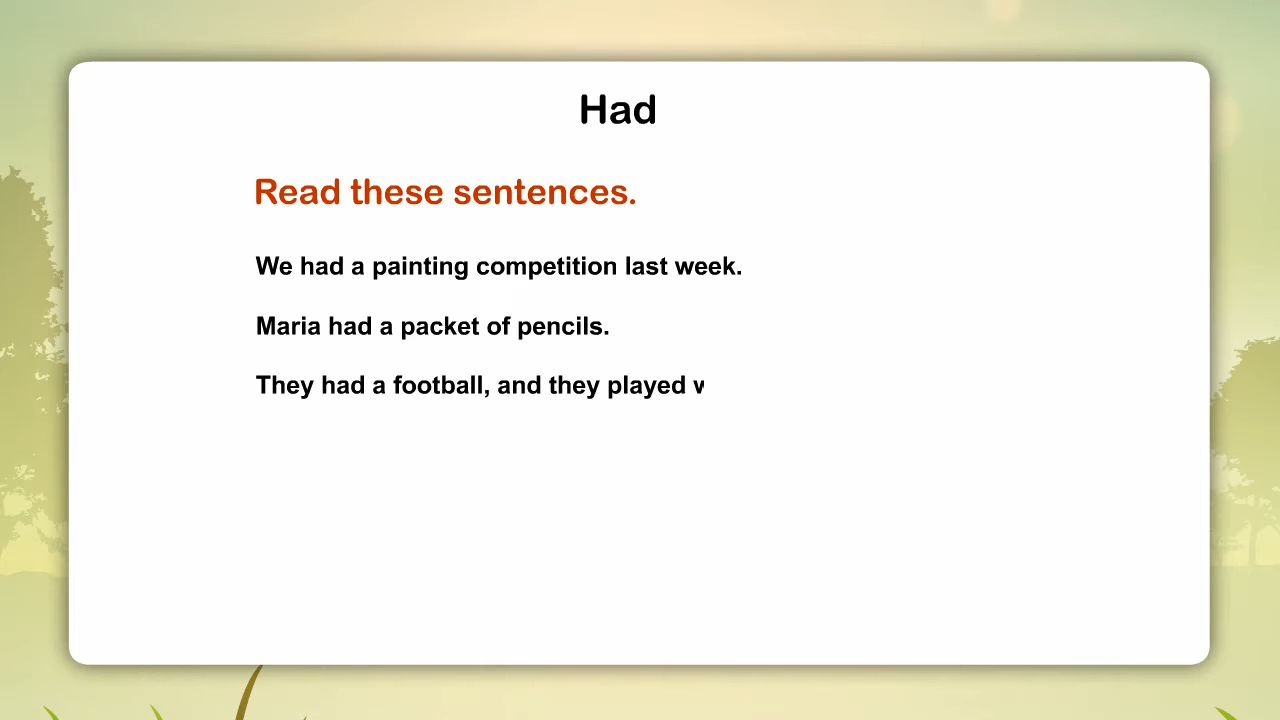 Had
Read these sentences.
We had a painting competition last week.
Maria had a packet of pencils.
They had a football, and they played